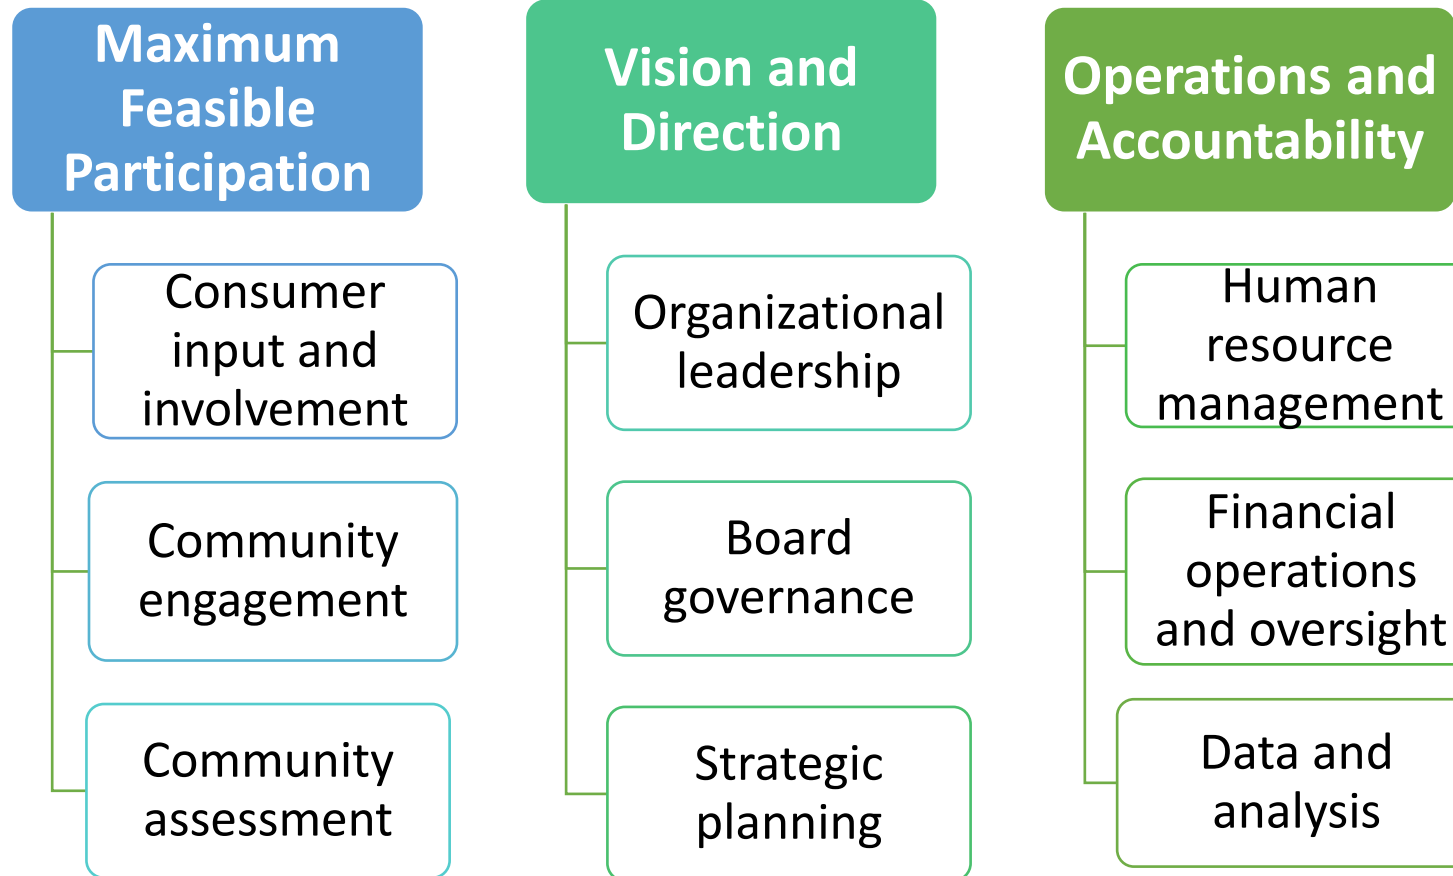 Maximum
Feasible
Participation
Consumer
input and
involvement
Community
engagement
Community
assessment
Vision and
Direction
Organizational
leadership
Board
governance
Strategic
planning
Operations and
Accountability
Human
resource
management
Financial
operations
and oversight
Data and
analysis